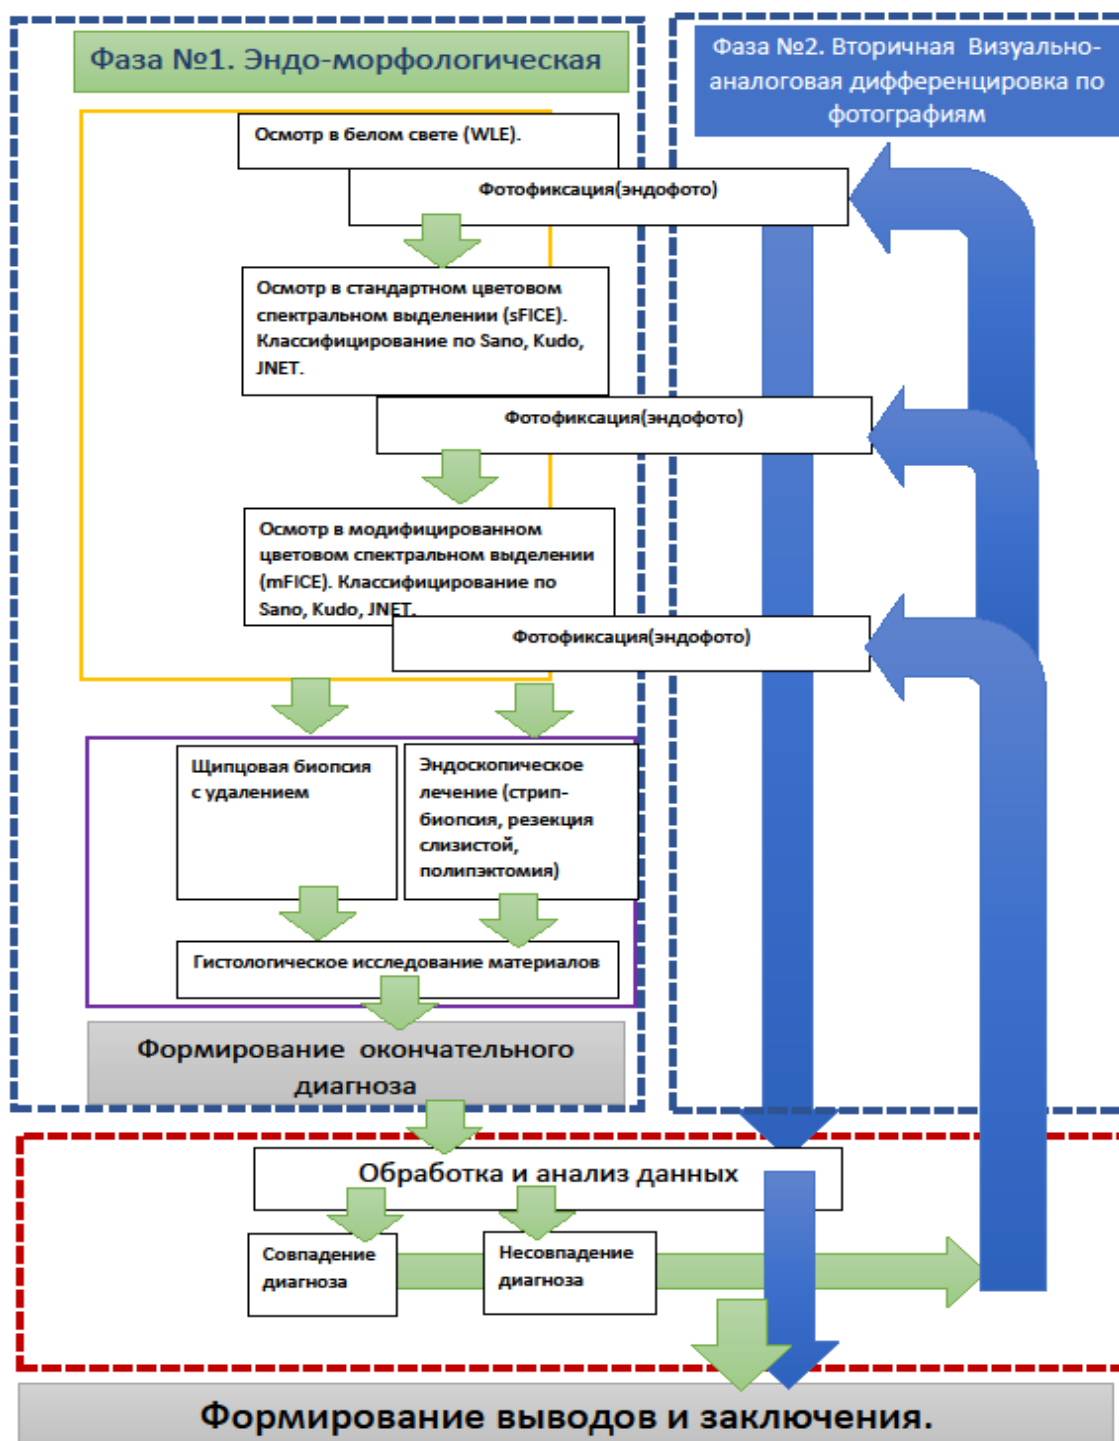 Фаза №1. Эндо-морфологическая
Фаза №2. Вторичная Визуально-
аналоговая дифференцировка по
фотографиям
Осмотр в белом свете (WLE).
Фотофиксация(эндофото)
Осмотр в стандартном цветовом
спектральном выделении (sFICE).
Классифицирование по Sano, Kudo,
JNET.
Фотофиксация(эндофото)
Осмотр в модифицированном
цветовом спектральном выделении
(mFICE). Классифицирование по
Sano, Kudo, JNET.
Фотофиксация(эндофото)
Щипцовая биопсия
с удалением
Эндоскопическое
лечение (стрип-
биопсия, резекция
слизистой,
полипэктомия)
Гистологическое исследование материалов
Формирование окончательного
диагноза
Обработка и анализ данных
Совпадение
диагноза
Несовпадение
диагноза
Формирование выводов и заключения.